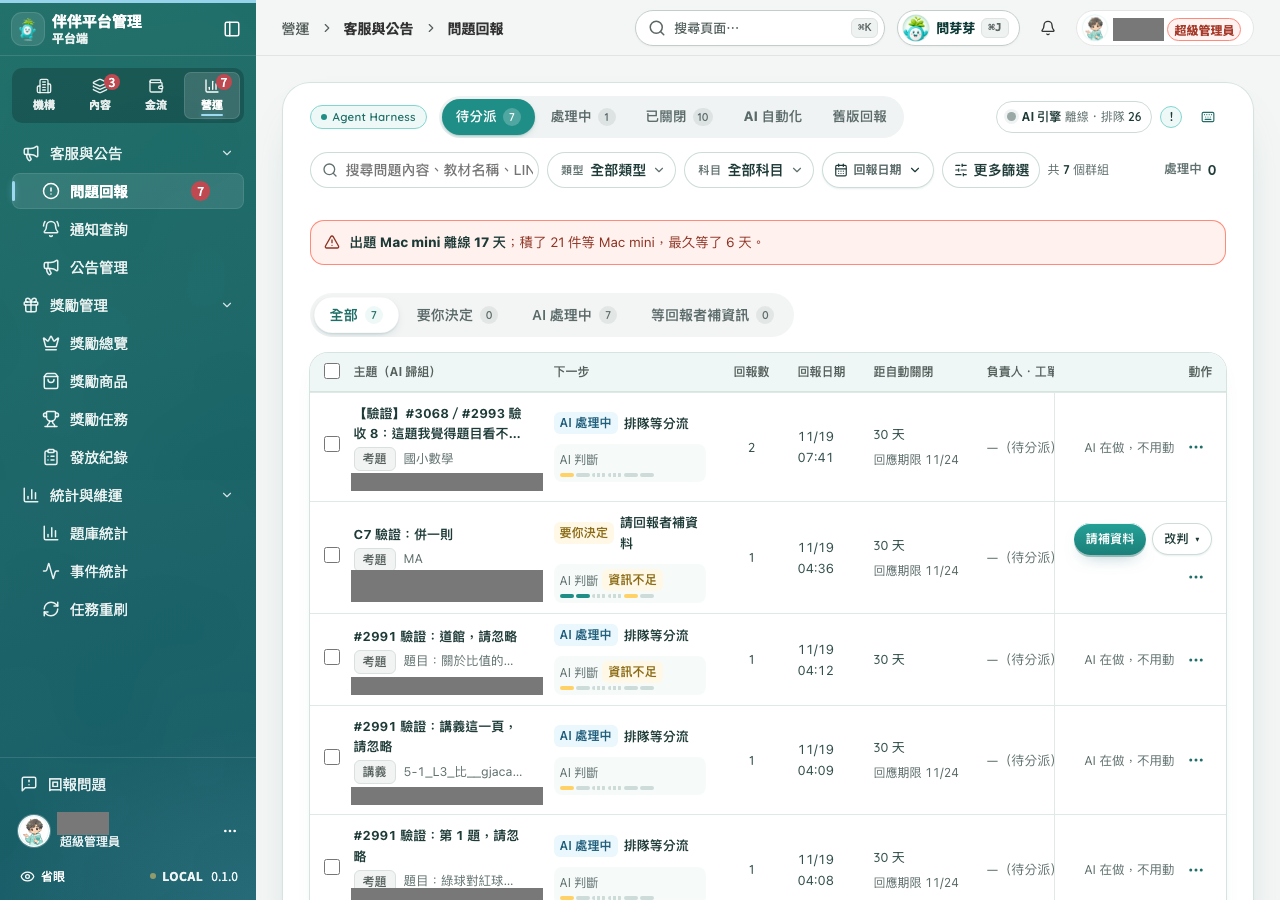 伴伴平台管理
平台端
機構
內容 3
金流
營運 7
客服與公告
問題回報 7
通知查詢
公告管理
獎勵管理
獎勵總覽
獎勵商品
獎勵任務
發放紀錄
統計與維運
題庫統計
事件統計
任務重刷
回報問題
超級管理員
省眼
LOCAL 0.1.0
營運 > 客服與公告 > 問題回報
搜尋頁面… ⌘K
問芽芽 ⌘J
超級管理員
Agent Harness
待分派 7
處理中 1
已關閉 10
AI 自動化
舊版回報
AI 引擎 離線 · 排隊 26
搜尋問題內容、教材名稱、LIN
類型 全部類型
科目 全部科目
回報日期
更多篩選
共 7 個群組
處理中 0
出題 Mac mini 離線 17 天；積了 21 件等 Mac mini，最久等了 6 天。
全部 7
要你決定 0
AI 處理中 7
等回報者補資訊 0
主題（AI 歸組） 下一步 回報數 回報日期 距自動關閉 負責人 · 工單 動作
【驗證】#3068 / #2993 驗
收 8：這題我覺得題目看不…
考題 國小數學
AI 處理中 排隊等分流
AI 判斷
2
11/19
07:41
30 天
回應期限 11/24
— （待分派）
AI 在做，不用動 …
C7 驗證：併一則
考題 MA
要你決定 請回報者補資
料
AI 判斷 資訊不足
1
11/19
04:36
30 天
回應期限 11/24
— （待分派）
請補資料
改判
…
#2991 驗證：道館，請忽略
考題 題目：關於比值的…
AI 處理中 排隊等分流
AI 判斷 資訊不足
1
11/19
04:12
30 天
— （待分派）
AI 在做，不用動 …
#2991 驗證：講義這一頁，
請忽略
講義 5-1_L3_比__gjaca…
AI 處理中 排隊等分流
AI 判斷
1
11/19
04:09
30 天
回應期限 11/24
— （待分派）
AI 在做，不用動 …
#2991 驗證：第 1 題，請忽
略
考題 題目：綠球對紅球…
AI 處理中 排隊等分流
AI 判斷
1
11/19
04:08
30 天
回應期限 11/24
— （待分派）
AI 在做，不用動 …